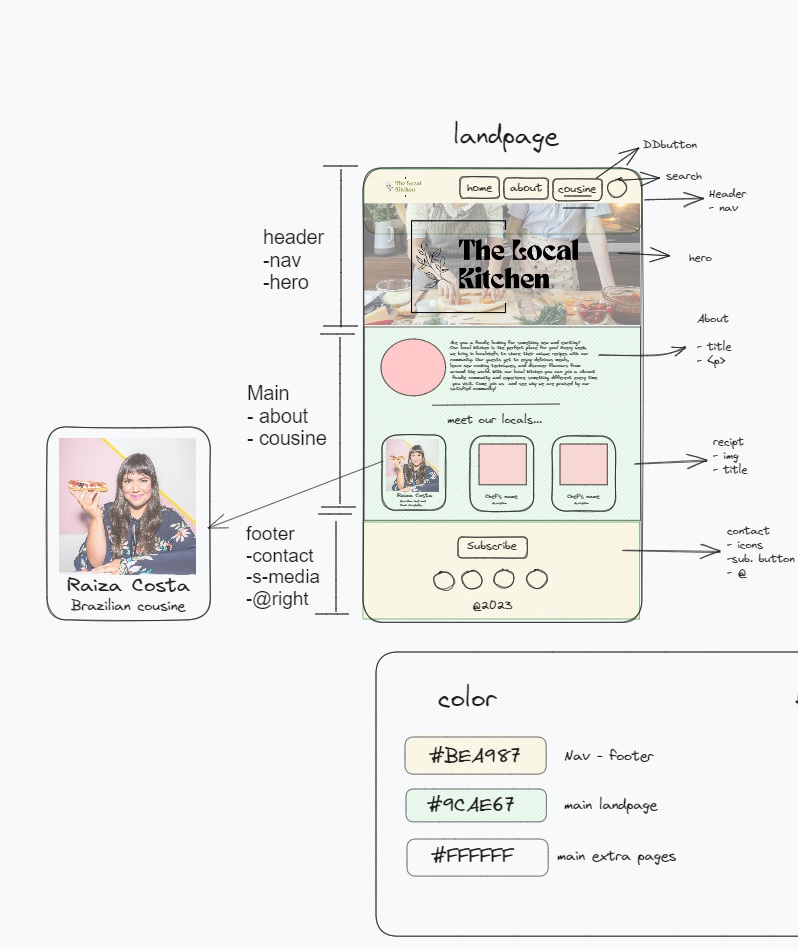 landpage
DDbutton
search
Header
- nav
The Local
Kitchen
home
about
cousine
header
-nav
-hero
hero
The Local
Kitchen
About
- title
- <p>
Are you a foodie looking for something new and exciting?
Our local kitchen is the perfect place for you! Every week,
we bring in local chefs to share their unique recipes with our
community. Our guests get to enjoy delicious meals,
learn new cooking techniques, and discover flavours from
around the world. With our local kitchen you can join a vibrant
foodie community and experience something different every time
you visit. Come join us and see why we are praised by our
satisfied community!
Main
- about
- cousine
meet our locals...
recipt
- img
- title
Raiza Costa
Chef's name
Chef's name
Raiza Costa
Brazilian cousine
footer
-contact
-s-media
-@right
Subscribe
@2023
contact
- icons
-sub. button
- @
color
#BEA987
Nav - footer
#9CAE67
main landpage
#FFFFFF
main extra pages